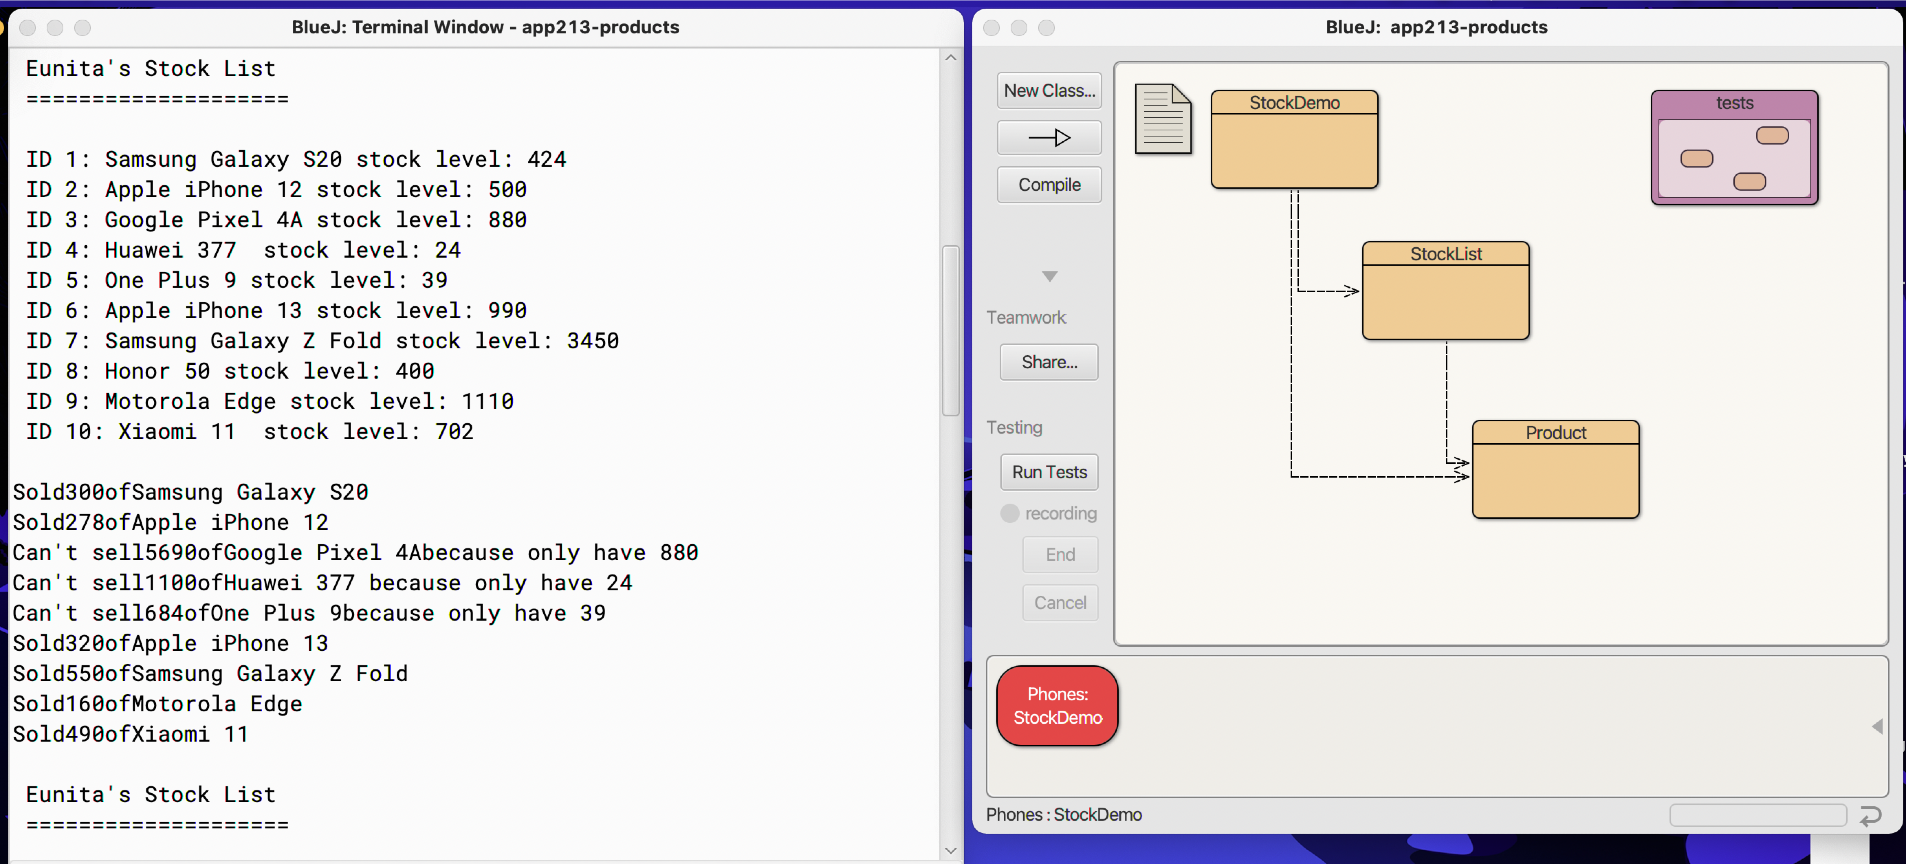 BlueJ: Terminal Window - app213-products
Eunita's Stock List
====================
ID 1: Samsung Galaxy S20 stock level: 424
ID 2: Apple iPhone 12 stock level: 500
ID 3: Google Pixel 4A stock level: 880
ID 4: Huawei 377  stock level: 24
ID 5: One Plus 9 stock level: 39
ID 6: Apple iPhone 13 stock level: 990
ID 7: Samsung Galaxy Z Fold stock level: 3450
ID 8: Honor 50 stock level: 400
ID 9: Motorola Edge stock level: 1110
ID 10: Xiaomi 11  stock level: 702
Sold300ofSamsung Galaxy S20
Sold278ofApple iPhone 12
Can't sell5690ofGoogle Pixel 4Abecause only have 880
Can't sell1100ofHuawei 377 because only have 24
Can't sell684ofOne Plus 9because only have 39
Sold320ofApple iPhone 13
Sold550ofSamsung Galaxy Z Fold
Sold160ofMotorola Edge
Sold490ofXiaomi 11
Eunita's Stock List
====================
BlueJ:  app213-products
New Class...
Compile
Teamwork
Share...
Testing
Run Tests
recording
End
Cancel
StockDemo
tests
StockList
Product
Phones:
StockDemo
Phones : StockDemo